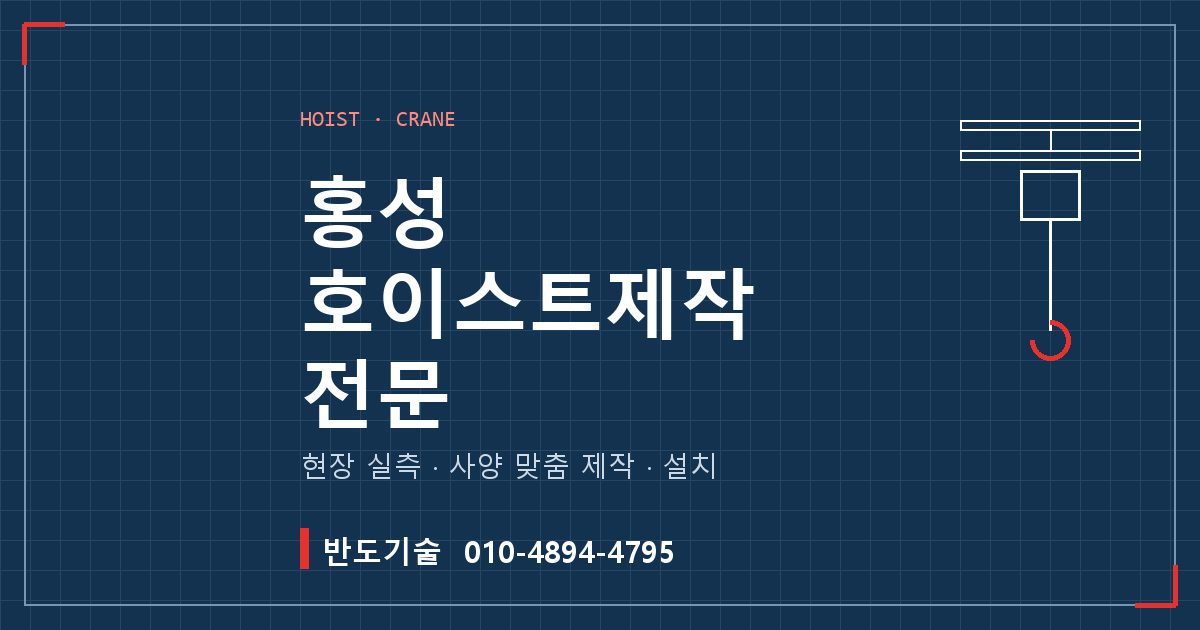 HOIST · CRANE
홍성
호이스트제작
전문
현장 실측 · 사양 맞춤 제작 · 설치
반도기술 010-4894-4795